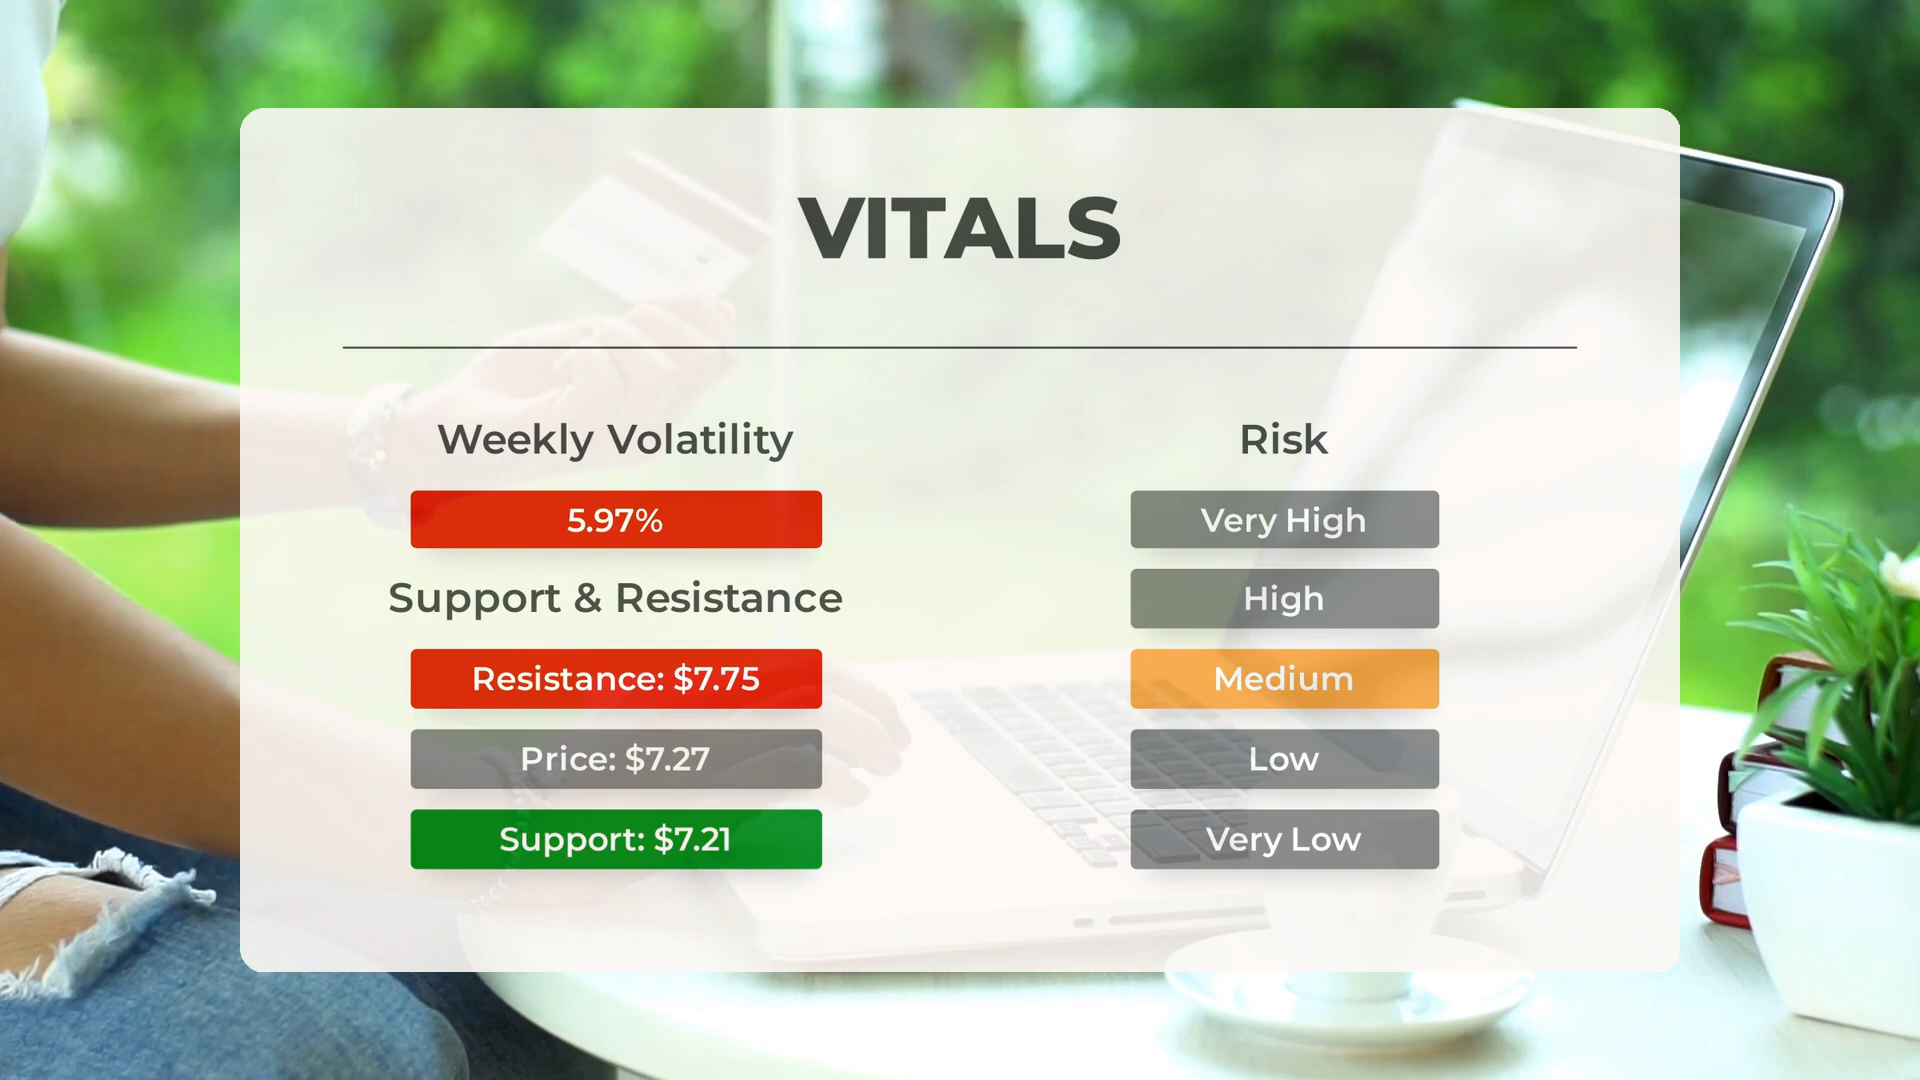 VITALS
Weekly Volatility
5.97%
Support & Resistance
Resistance: $7.75
Price: $7.27
Support: $7.21
Risk
Very High
High
Medium
Low
Very Low